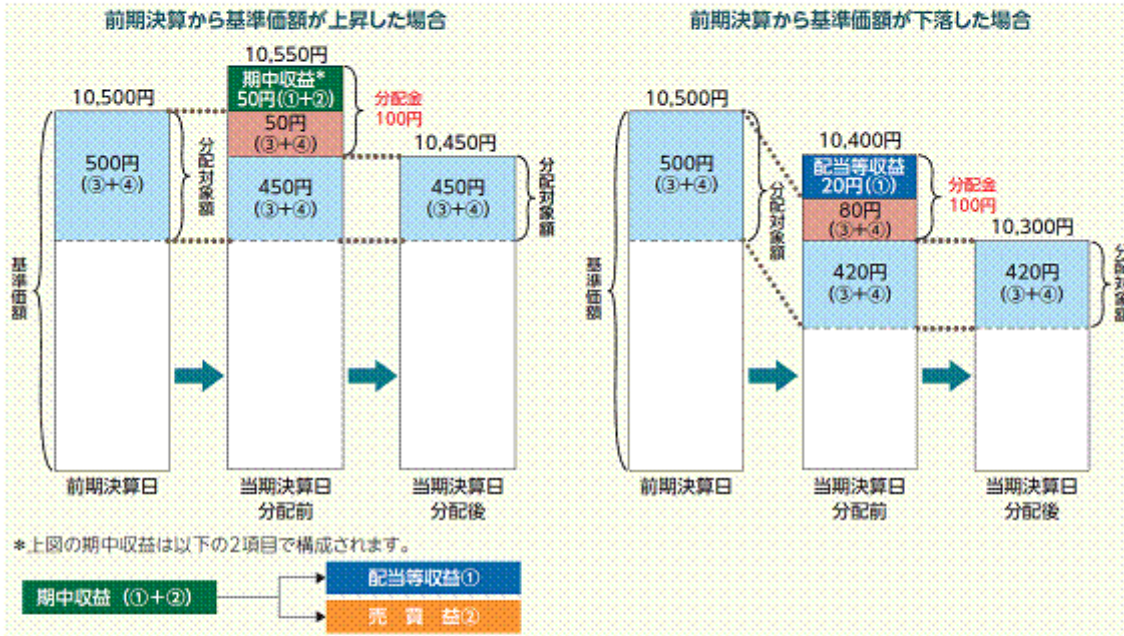 前期決算から基準価額が上昇した場合
10,500円
500円
(③+④)
分配対象額
基準価額
前期決算日
10,550円
期中収益*
50円(①+②)
50円
(③+④)
450円
(③+④)
分配金
100円
当期決算日
分配前
10,450円
450円
(③+④)
分配対象額
当期決算日
分配後
前期決算から基準価額が下落した場合
10,500円
500円
(③+④)
分配対象額
基準価額
前期決算日
10,400円
配当等収益
20円(①)
80円
(③+④)
420円
(③+④)
分配金
100円
当期決算日
分配前
10,300円
420円
(③+④)
分配対象額
当期決算日
分配後
*上図の期中収益は以下の2項目で構成されます。
期中収益 (①+②)
配当等収益①
売買益②